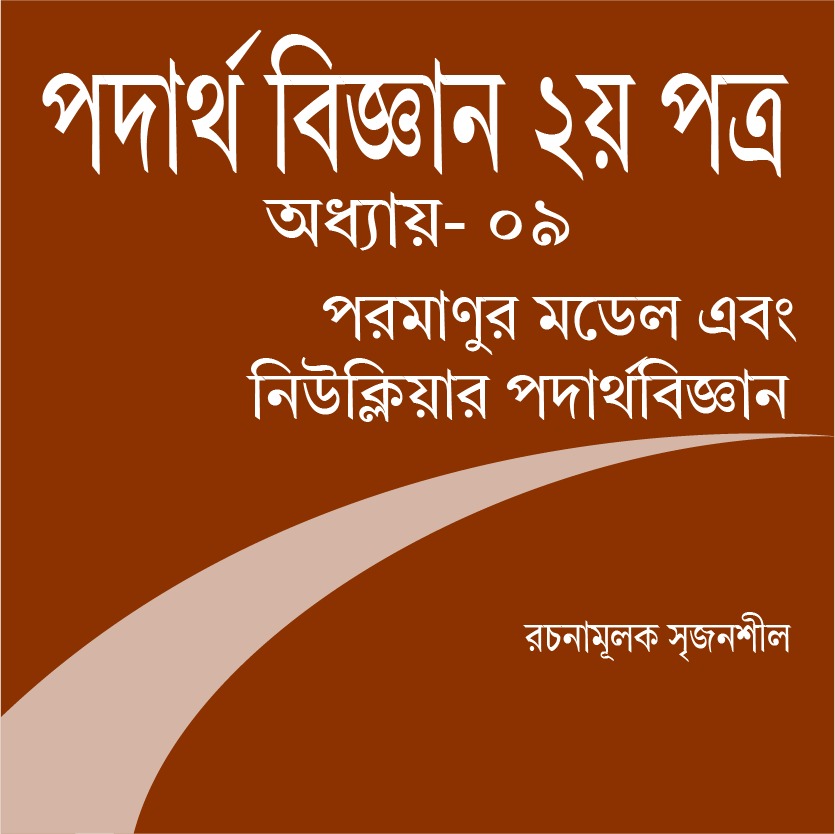 পদার্থ বিজ্ঞান ২য় পত্র
অধ্যায়- ০৯
পরমাণুর মডেল এবং
নিউক্লিয়ার পদার্থবিজ্ঞান
রচনামূলক সৃজনশীল